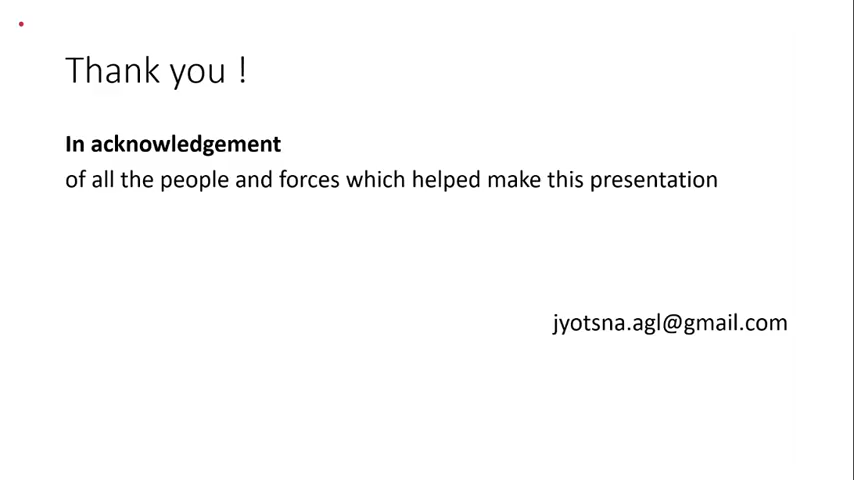 Thank you !
In acknowledgement
of all the people and forces which helped make this presentation
jyotsna.agl@gmail.com